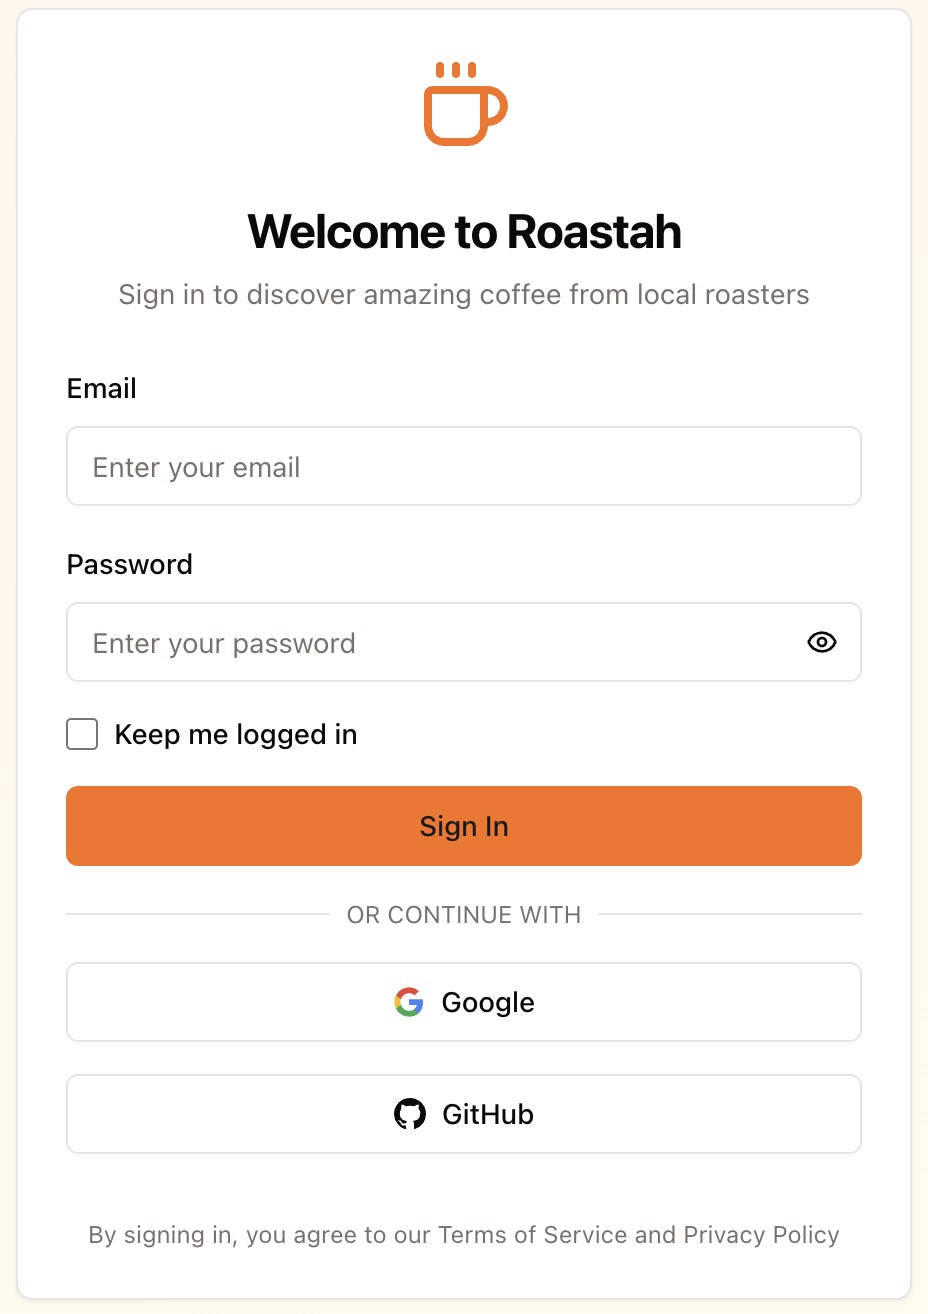 Welcome to Roastah
Sign in to discover amazing coffee from local roasters
Email
Enter your email
Password
Enter your password
Keep me logged in
Sign In
OR CONTINUE WITH
Google
GitHub
By signing in, you agree to our Terms of Service and Privacy Policy